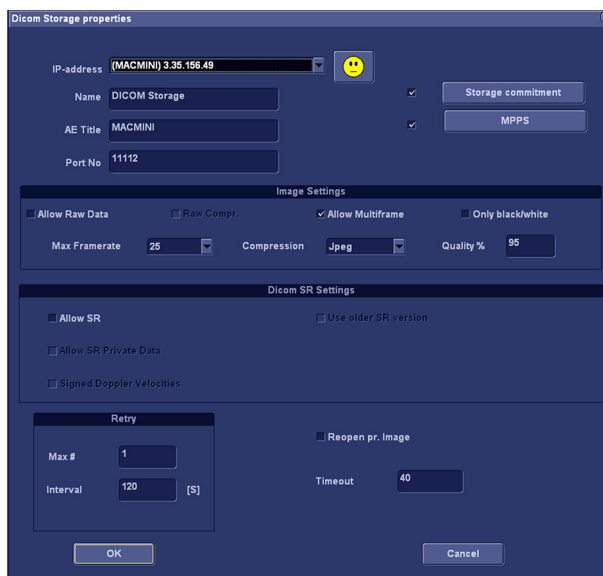 Dicom Storage properties
IP-address (MACMINI) 3.35.156.49
Name DICOM Storage Storage commitment
AE Title MACMINI MPPS
Port No 11112
Image Settings
Allow Raw Data Raw Compr. Allow Multiframe Only black/white
Max Framerate 25 Compression Jpeg Quality % 95
Dicom SR Settings
Allow SR Use older SR version
Allow SR Private Data
Signed Doppler Velocities
Retry
Reopen pr. Image
Max # 1
Timeout 40
Interval 120 [S]
OK Cancel